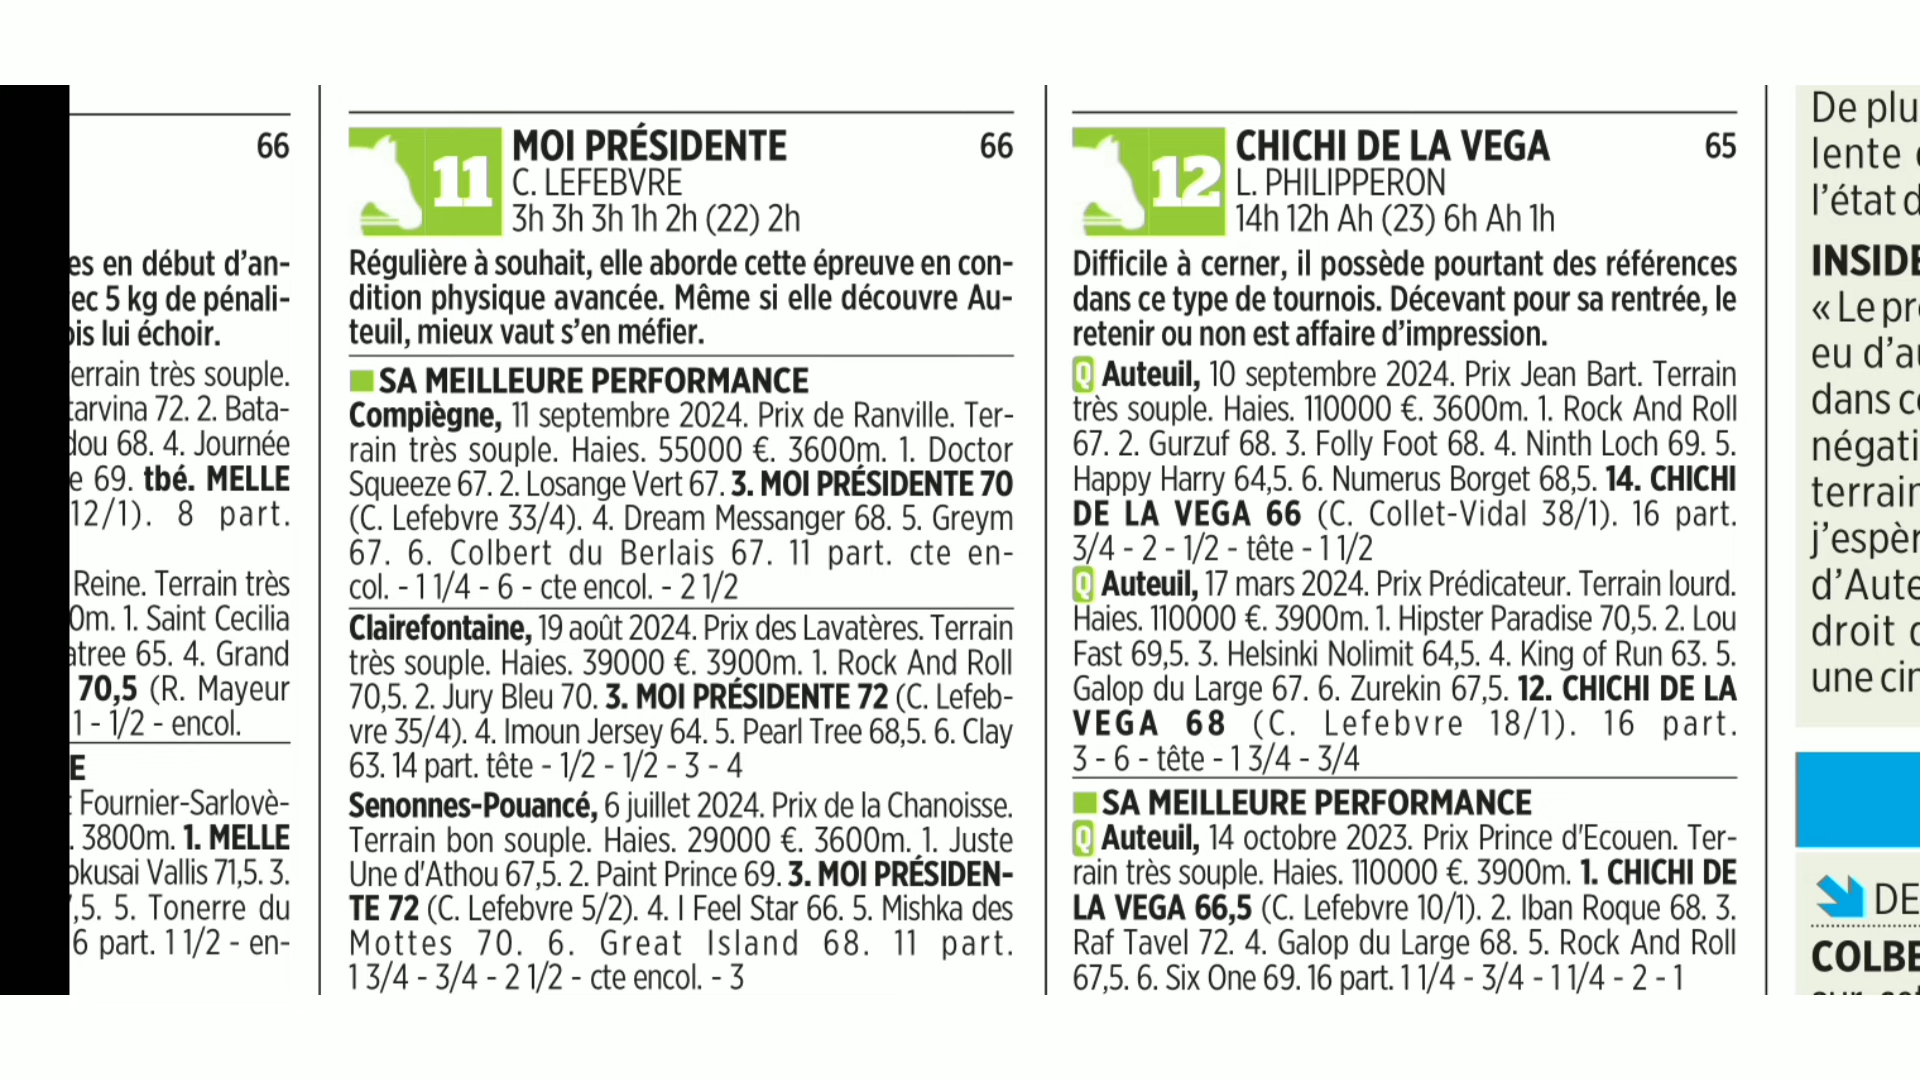 66
es en début d'an-
ec 5 kg de pénali-
ois lui échoir.
errain très souple.
tarvina 72. 2. Bata-
dou 68. 4. Journée
e 69. tbé. MELLE
12/1). 8 part.
Reine. Terrain très
0m. 1. Saint Cecilia
atree 65. 4. Grand
70,5 (R. Mayeur
1 - 1/2 - encol.
E
Fournier-Sarlovè-
. 3800m. 1. MELLE
okusai Vallis 71,5. 3.
,5. 5. Tonerre du
6 part. 1 1/2 - en-
11
MOI PRÉSIDENTE 66
C. LEFEBVRE
3h 3h 3h 1h 2h (22) 2h
Régulière à souhait, elle aborde cette épreuve en con-
dition physique avancée. Même si elle découvre Au-
teuil, mieux vaut s'en méfier.
SA MEILLEURE PERFORMANCE
Compiègne, 11 septembre 2024. Prix de Ranville. Ter-
rain très souple. Haies. 55000 €. 3600m. 1. Doctor
Squeeze 67. 2. Losange Vert 67. 3. MOI PRÉSIDENTE 70
(C. Lefebvre 33/4). 4. Dream Messanger 68. 5. Greym
67. 6. Colbert du Berlais 67. 11 part. cte en-
col. - 1 1/4 - 6 - cte encol. - 2 1/2
Clairefontaine, 19 août 2024. Prix des Lavatères. Terrain
très souple. Haies. 39000 €. 3900m. 1. Rock And Roll
70,5. 2. Jury Bleu 70. 3. MOI PRÉSIDENTE 72 (C. Lefeb-
vre 35/4). 4. Imoun Jersey 64. 5. Pearl Tree 68,5. 6. Clay
63. 14 part. tête - 1/2 - 1/2 - 3 - 4
Senonnes-Pouancé, 6 juillet 2024. Prix de la Chanoisse.
Terrain bon souple. Haies. 29000 €. 3600m. 1. Juste
Une d'Athou 67,5. 2. Paint Prince 69. 3. MOI PRÉSIDEN-
TE 72 (C. Lefebvre 5/2). 4. I Feel Star 66. 5. Mishka des
Mottes 70. 6. Great Island 68. 11 part.
1 3/4 - 3/4 - 2 1/2 - cte encol. - 3
12
CHICHI DE LA VEGA 65
L. PHILIPPERON
14h 12h Ah (23) 6h Ah 1h
Difficile à cerner, il possède pourtant des références
dans ce type de tournois. Décevant pour sa rentrée, le
retenir ou non est affaire d'impression.
Q Auteuil, 10 septembre 2024. Prix Jean Bart. Terrain
très souple. Haies. 110000 €. 3600m. 1. Rock And Roll
67. 2. Gurzuf 68. 3. Folly Foot 68. 4. Ninth Loch 69. 5.
Happy Harry 64,5. 6. Numerus Borget 68,5. 14. CHICHI
DE LA VEGA 66 (C. Collet-Vidal 38/1). 16 part.
3/4 - 2 - 1/2 - tête - 1 1/2
Q Auteuil, 17 mars 2024. Prix Prédicateur. Terrain lourd.
Haies. 110000 €. 3900m. 1. Hipster Paradise 70,5. 2. Lou
Fast 69,5. 3. Helsinki Nolimit 64,5. 4. King of Run 63. 5.
Galop du Large 67. 6. Zurekin 67,5. 12. CHICHI DE LA
VEGA 68 (C. Lefebvre 18/1). 16 part.
3 - 6 - tête - 1 3/4 - 3/4
SA MEILLEURE PERFORMANCE
Q Auteuil, 14 octobre 2023. Prix Prince d'Ecouen. Ter-
rain très souple. Haies. 110000 €. 3900m. 1. CHICHI DE
LA VEGA 66,5 (C. Lefebvre 10/1). 2. Iban Roque 68. 3.
Raf Tavel 72. 4. Galop du Large 68. 5. Rock And Roll
67,5. 6. Six One 69. 16 part. 1 1/4 - 3/4 - 1 1/4 - 2 - 1
De plu
lente
l'état d
INSIDE
« Le pr
eu d'a
dans c
négati
terrain
j'espèr
d'Aute
droit
une cin
DE
COLBE